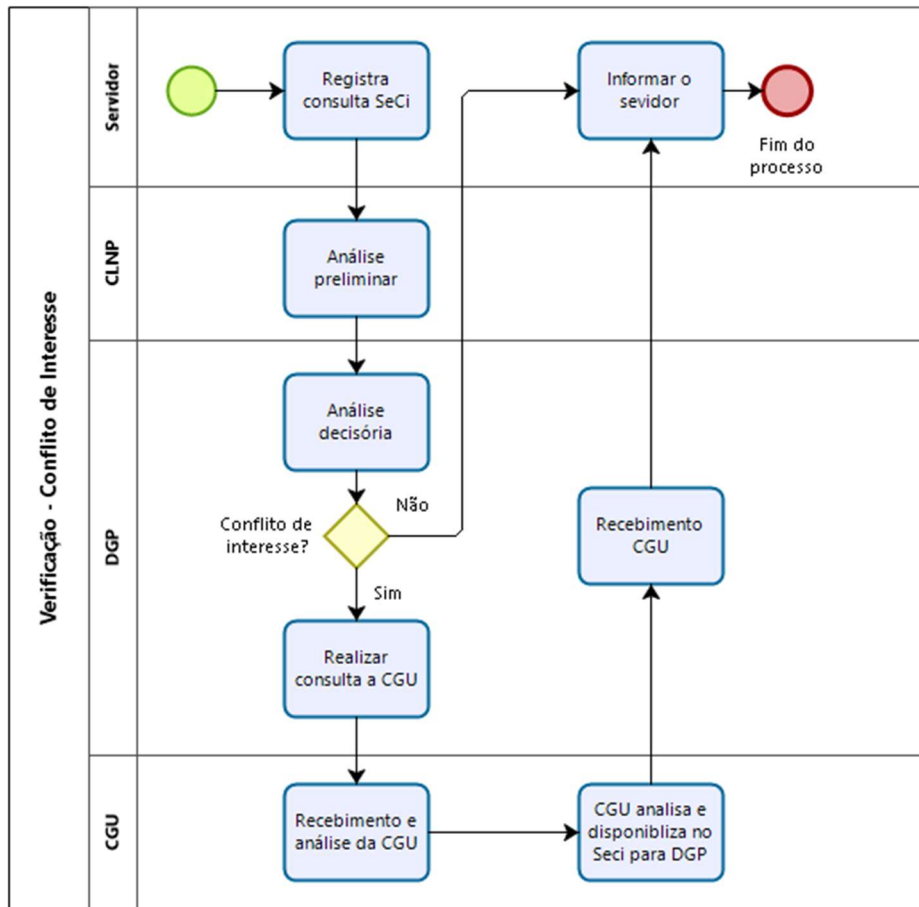 Verificação - Conflito de Interesse
Servidor
Registra
consulta SeCi
Informar o
sevidor
Fim do
processo
CLNP
Análise
preliminar
DGP
Análise
decisória
Conflito de
interesse?
Não
Sim
Realizar
consulta a CGU
Recebimento
CGU
CGU
Recebimento e
análise da CGU
CGU analisa e
disponibliza no
Seci para DGP